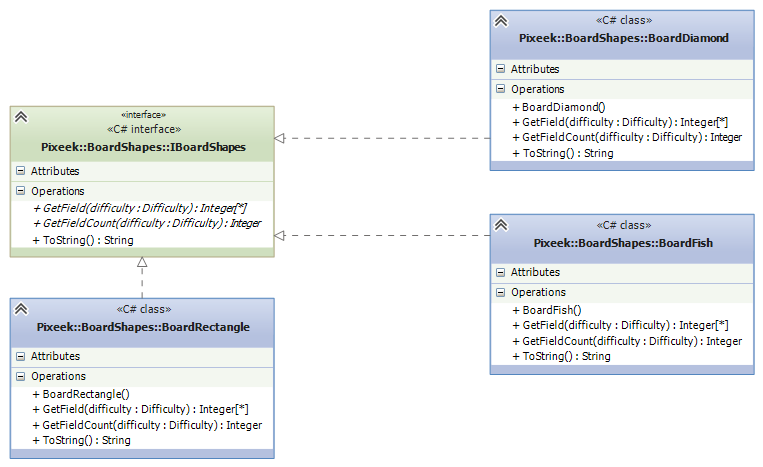 «interface»
«C# interface»
Pixeek::BoardShapes::IBoardShapes
Attributes
Operations
+ GetField(difficulty : Difficulty) : Integer[*]
+ GetFieldCount(difficulty : Difficulty) : Integer
+ ToString() : String
«C# class»
Pixeek::BoardShapes::BoardDiamond
Attributes
Operations
+ BoardDiamond()
+ GetField(difficulty : Difficulty) : Integer[*]
+ GetFieldCount(difficulty : Difficulty) : Integer
+ ToString() : String
«C# class»
Pixeek::BoardShapes::BoardFish
Attributes
Operations
+ BoardFish()
+ GetField(difficulty : Difficulty) : Integer[*]
+ GetFieldCount(difficulty : Difficulty) : Integer
+ ToString() : String
«C# class»
Pixeek::BoardShapes::BoardRectangle
Attributes
Operations
+ BoardRectangle()
+ GetField(difficulty : Difficulty) : Integer[*]
+ GetFieldCount(difficulty : Difficulty) : Integer
+ ToString() : String